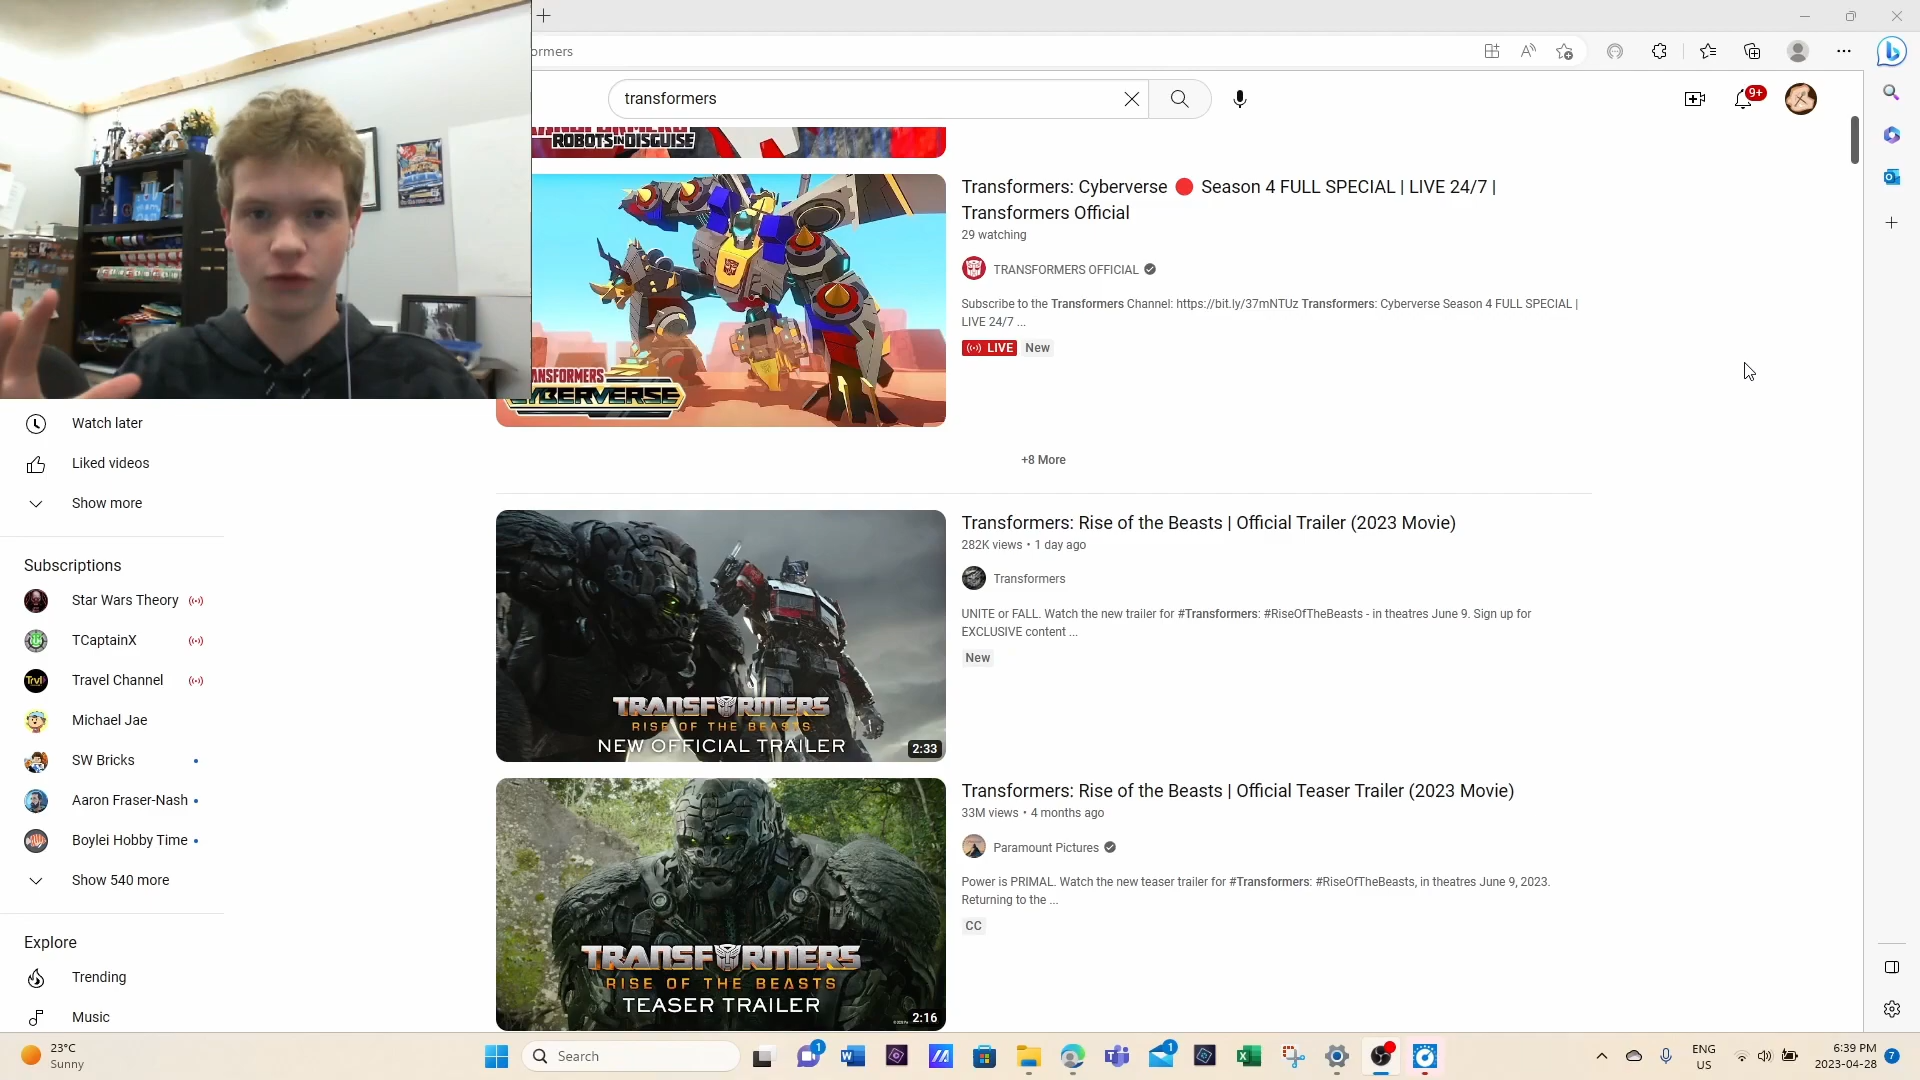 ormers
transformers
9+
ROBOTS IN DISGUISE
Transformers: Cyberverse 🔴 Season 4 FULL SPECIAL | LIVE 24/7 |
Transformers Official
29 watching
TRANSFORMERS OFFICIAL
Subscribe to the Transformers Channel: https://bit.ly/37mNTUz Transformers: Cyberverse Season 4 FULL SPECIAL |
LIVE 24/7 ...
LIVE New
ANSFORMERS
CYBERVERSE
+8 More
Watch later
Liked videos
Show more
Subscriptions
Star Wars Theory
TCaptainX
Travel Channel
Michael Jae
SW Bricks
Aaron Fraser-Nash
Boylei Hobby Time
Show 540 more
Explore
Trending
Music
TRANSFORMERS
RISE OF THE BEASTS
NEW OFFICIAL TRAILER
2:33
Transformers: Rise of the Beasts | Official Trailer (2023 Movie)
282K views • 1 day ago
Transformers
UNITE or FALL. Watch the new trailer for #Transformers: #RiseOfTheBeasts - in theatres June 9. Sign up for
EXCLUSIVE content ...
New
TRANSFORMERS
RISE OF THE BEASTS
TEASER TRAILER
2:16
Transformers: Rise of the Beasts | Official Teaser Trailer (2023 Movie)
33M views • 4 months ago
Paramount Pictures
Power is PRIMAL. Watch the new teaser trailer for #Transformers: #RiseOfTheBeasts, in theatres June 9, 2023.
Returning to the ...
CC
23°C
Sunny
Search
1
1
ENG
US
6:39 PM
2023-04-28
7